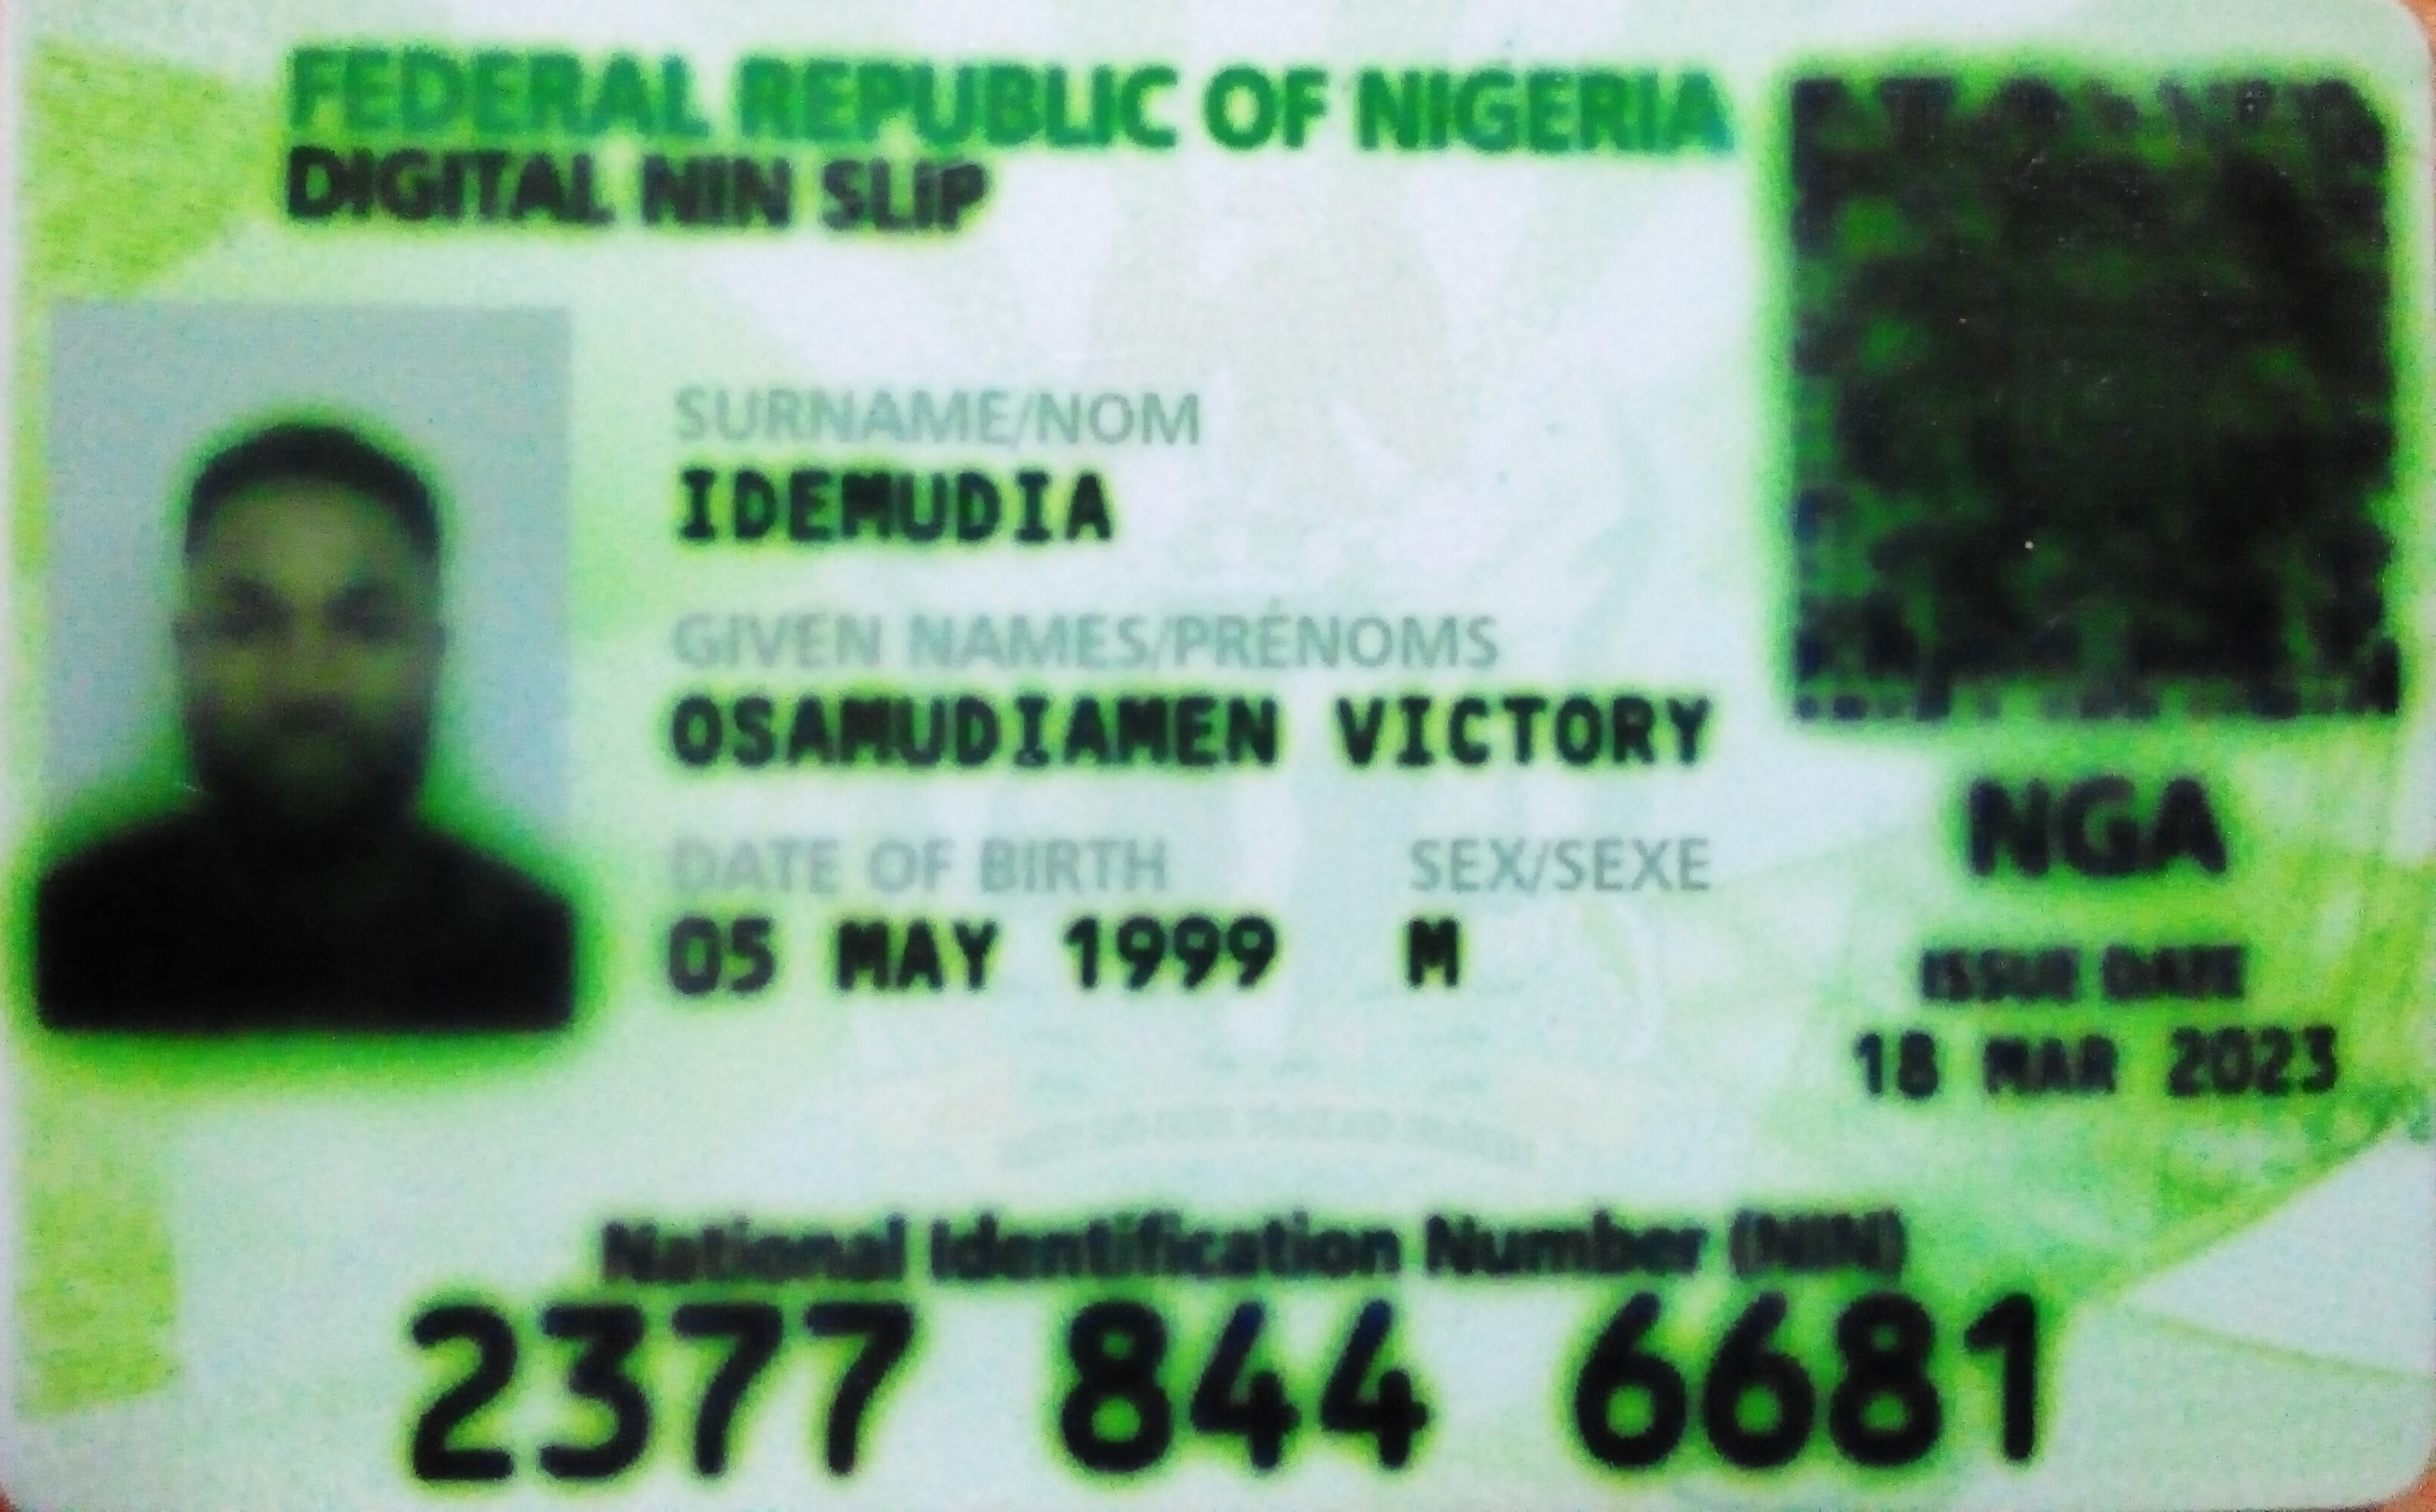 FEDERAL REPUBLIC OF NIGERIA
DIGITAL NIN SLIP
SURNAME/NOM
IDEMUDIA
GIVEN NAMES/PRÉNOMS
OSAMUDIAMEN VICTORY
DATE OF BIRTH SEX/SEXE
05 MAY 1999 M
NGA
ISSUE DATE
18 MAR 2023
National Identification Number (NIN)
2377 844 6681